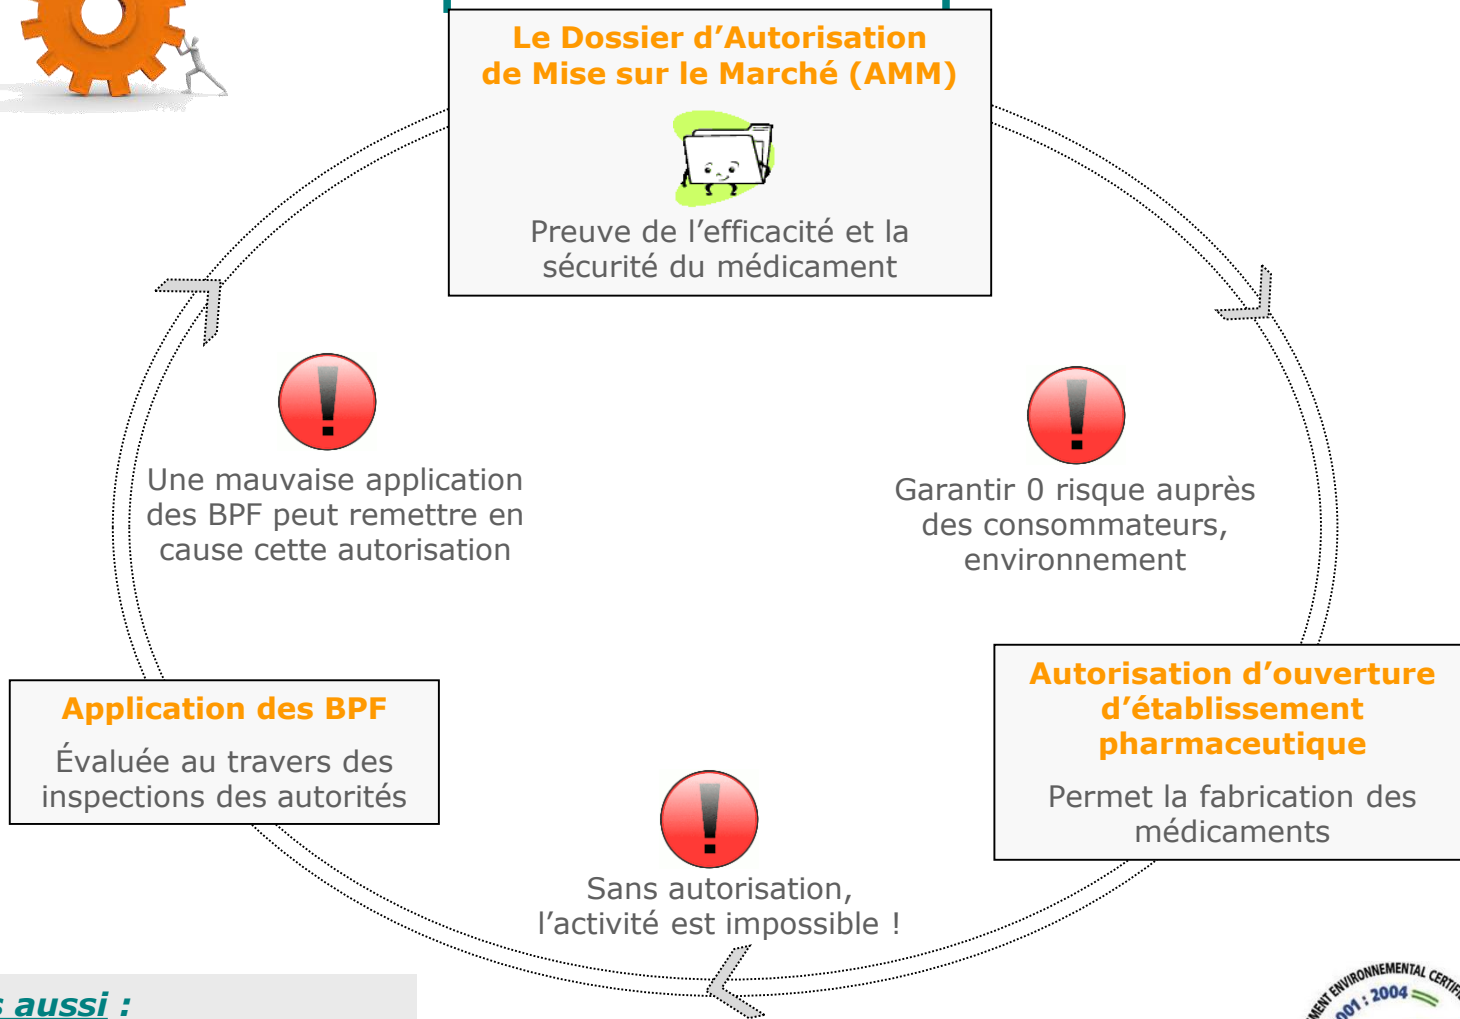 Le Dossier d’Autorisation
de Mise sur le Marché (AMM)
Preuve de l’efficacité et la
sécurité du médicament
Une mauvaise application
des BPF peut remettre en
cause cette autorisation
Garantir 0 risque auprès
des consommateurs,
environnement
Application des BPF
Évaluée au travers des
inspections des autorités
Autorisation d’ouverture
d’établissement
pharmaceutique
Permet la fabrication des
médicaments
Sans autorisation,
l’activité est impossible !
aussi :
ENVIRONNEMENTAL
: 2004